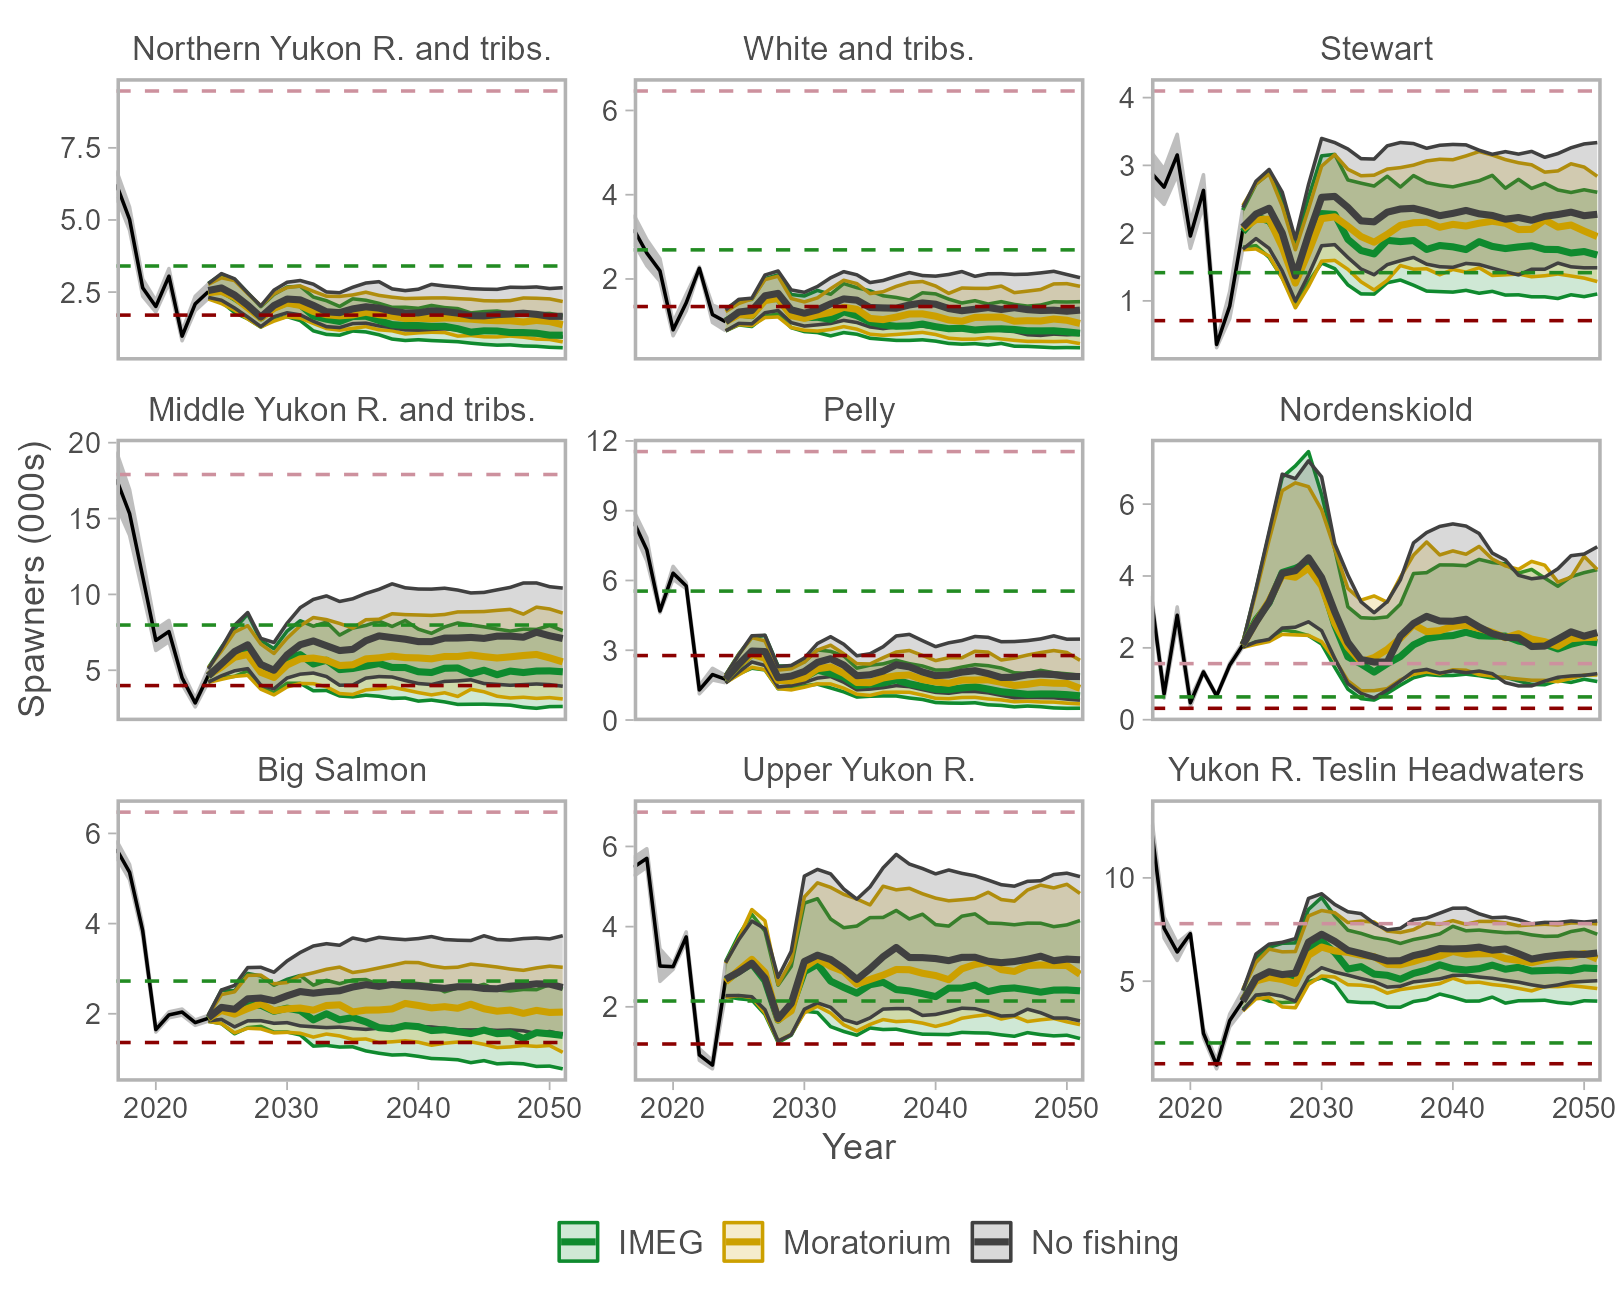 Northern Yukon R. and tribs.
White and tribs.
Stewart
7.5
5.0
2.5
6
4
2
4
3
2
1
Middle Yukon R. and tribs.
Pelly
Nordenskiold
20
15
10
5
12
9
6
3
0
6
4
2
0
Spawners (000s)
Big Salmon
Upper Yukon R.
Yukon R. Teslin Headwaters
6
4
2
6
4
2
10
5
2020 2030 2040 2050
2020 2030 2040 2050
2020 2030 2040 2050
Year
IMEG Moratorium No fishing